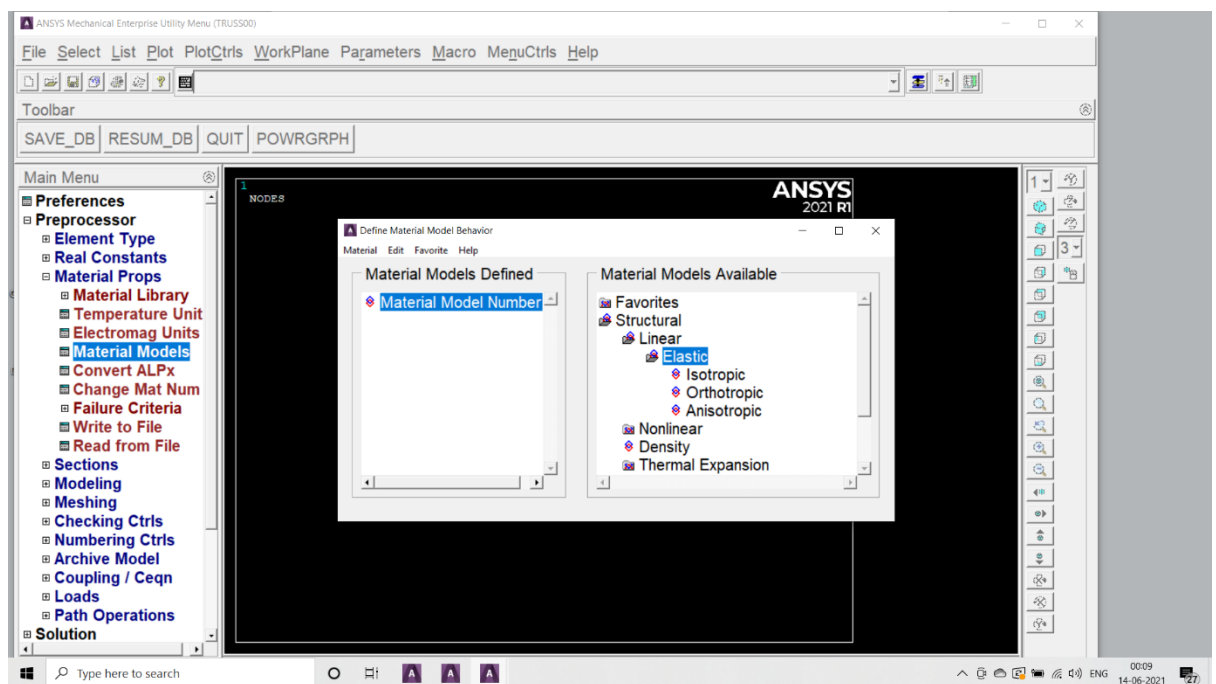 ANSYS Mechanical Enterprise Utility Menu (TRUSS00)
File Select List Plot PlotCtrls WorkPlane Parameters Macro MenuCtrls Help
Toolbar
SAVE_DB RESUM_DB QUIT POWRGRPH
Main Menu
Preferences
Preprocessor
Element Type
Real Constants
Material Props
Material Library
Temperature Unit
Electromag Units
Material Models
Convert ALPx
Change Mat Num
Failure Criteria
Write to File
Read from File
Sections
Modeling
Meshing
Checking Ctrls
Numbering Ctrls
Archive Model
Coupling / Ceqn
Loads
Path Operations
Solution
1
NODES
ANSYS
2021 R1
Define Material Model Behavior
Material Edit Favorite Help
Material Models Defined
Material Model Number
Material Models Available
Favorites
Structural
Linear
Elastic
Isotropic
Orthotropic
Anisotropic
Nonlinear
Density
Thermal Expansion
1
3
Type here to search
A A A
ENG
00:09
14-06-2021
27